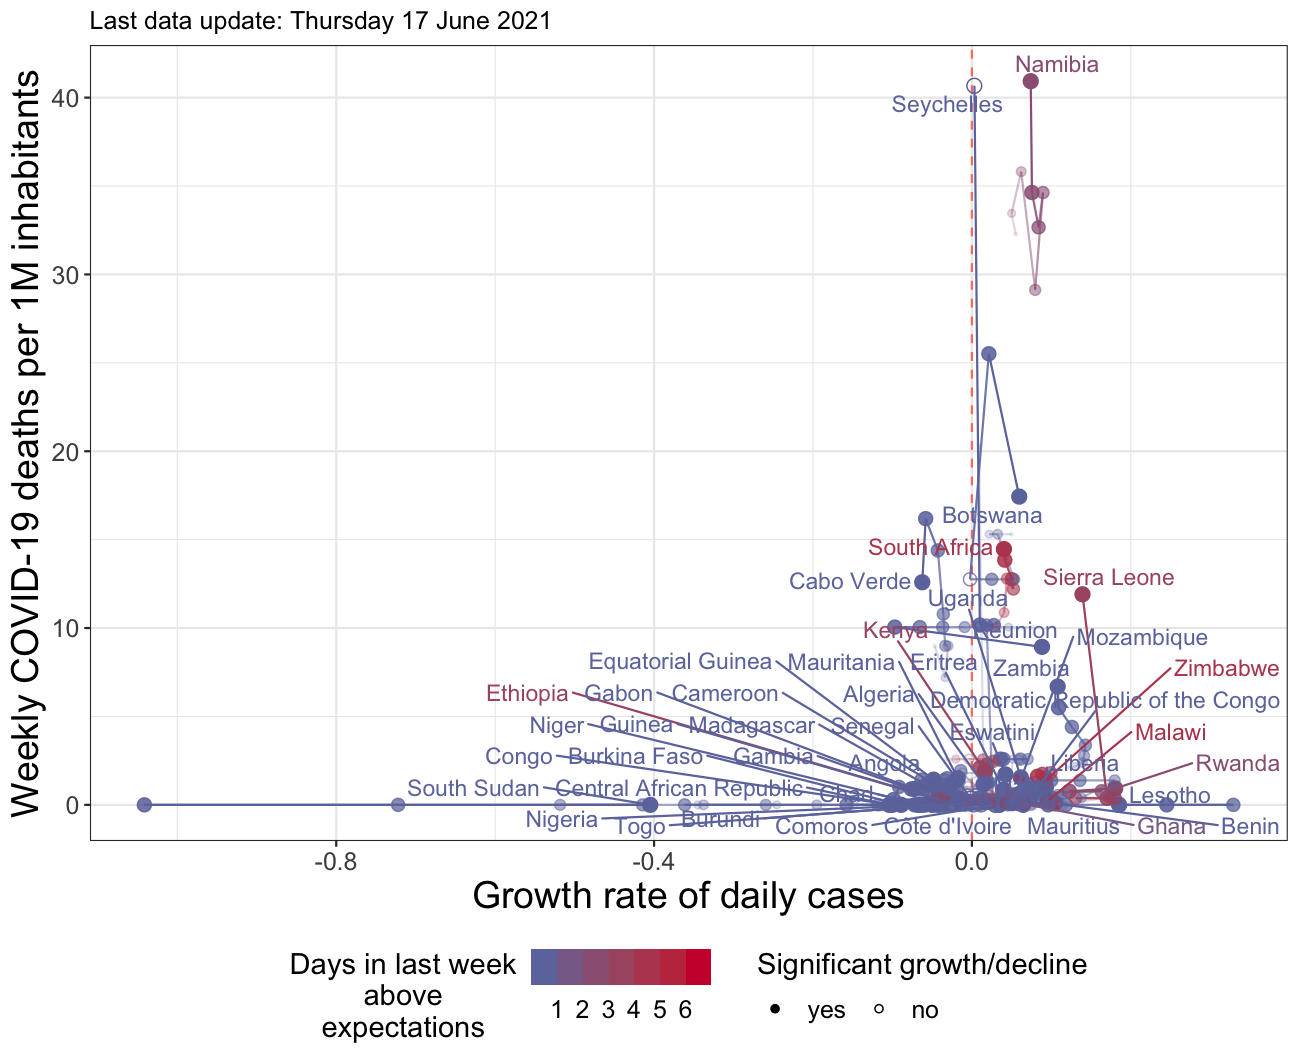 Last data update: Thursday 17 June 2021
Weekly COVID-19 deaths per 1M inhabitants
40
30
20
10
0
Namibia
Seychelles
Botswana
South Africa
Sierra Leone
Cabo Verde
Uganda
Kenya
Réunion
Mozambique
Equatorial Guinea
Mauritania
Eritrea
Zambia
Zimbabwe
Ethiopia
Gabon
Cameroon
Algeria
Democratic Republic of the Congo
Niger
Guinea
Madagascar
Senegal
Eswatini
Malawi
Congo
Burkina Faso
Gambia
Angola
Liberia
Rwanda
South Sudan
Central African Republic
Chad
Lesotho
Nigeria
Togo
Burundi
Comoros
Côte d'Ivoire
Mauritius
Ghana
Benin
-0.8
-0.4
0.0
Growth rate of daily cases
Days in last week
above
expectations
1 2 3 4 5 6
Significant growth/decline
yes
no